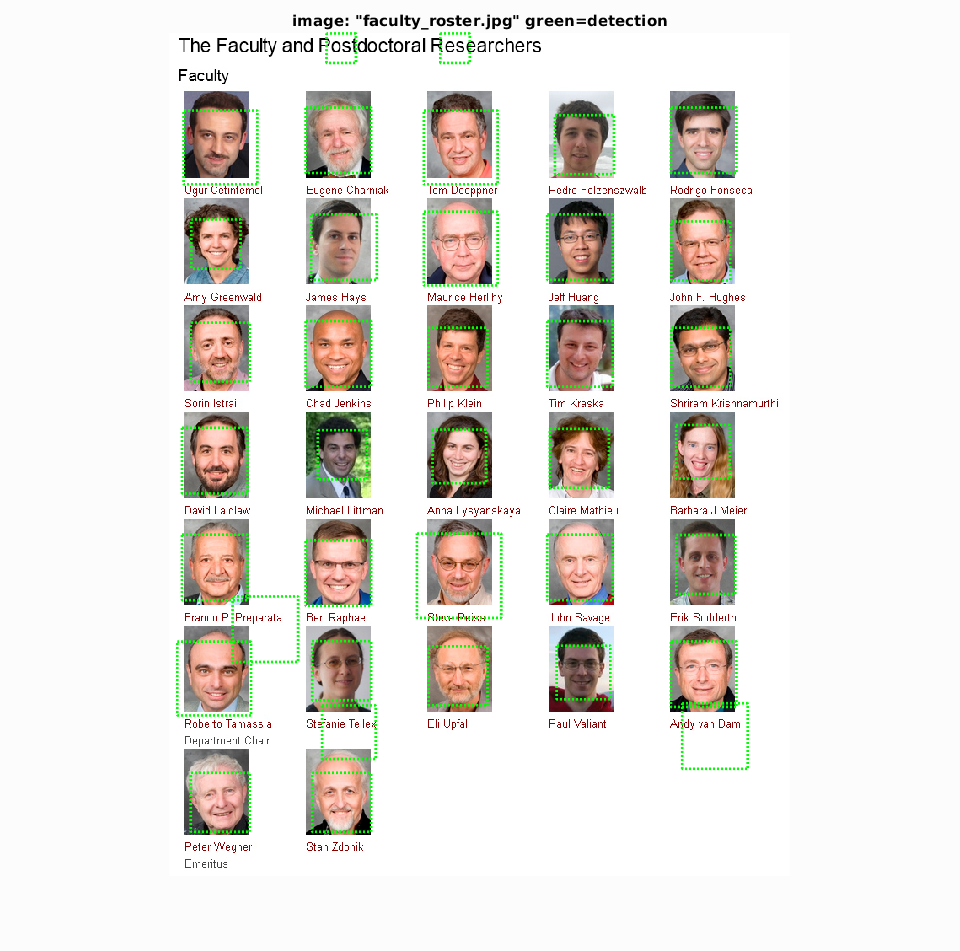 image: "faculty_roster.jpg" green=detection
The Faculty and Postdoctoral Researchers
Faculty
Ugur Cetintemel Eugene Charniak Tom Doeppner Pedro Felzenszwalb Rodrigo Fonseca
Amy Greenwald James Hays Maurice Herlihy Jeff Huang John F. Hughes
Sorin Istrail Chad Jenkins Philip Klein Tim Kraska Shriram Krishnamurthi
David Laidlaw Michael Littman Anna Lysyanskaya Claire Mathieu Barbara J Meier
Franco P. Preparata Ben Raphael Steve Reiss John Savage Erik Sudderth
Roberto Tamassia Stefanie Tellex Eli Upfal Paul Valiant Andy van Dam
Department Chair
Peter Wegner Stan Zdonik
Emeritus